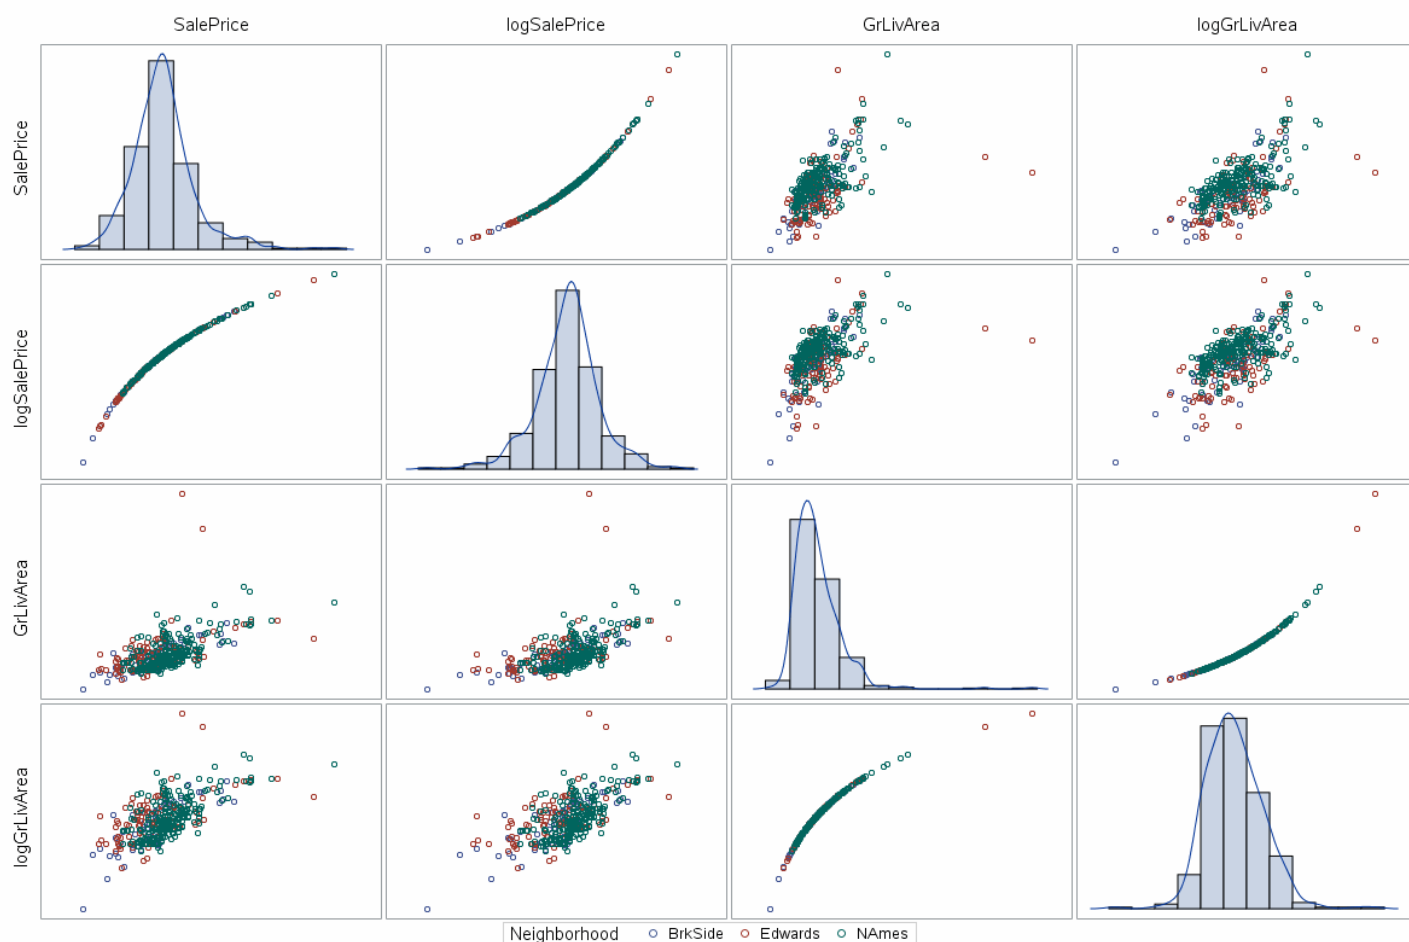 SalePrice logSalePrice GrLivArea logGrLivArea
SalePrice
logSalePrice
GrLivArea
logGrLivArea
Neighborhood BrkSide Edwards NAmes